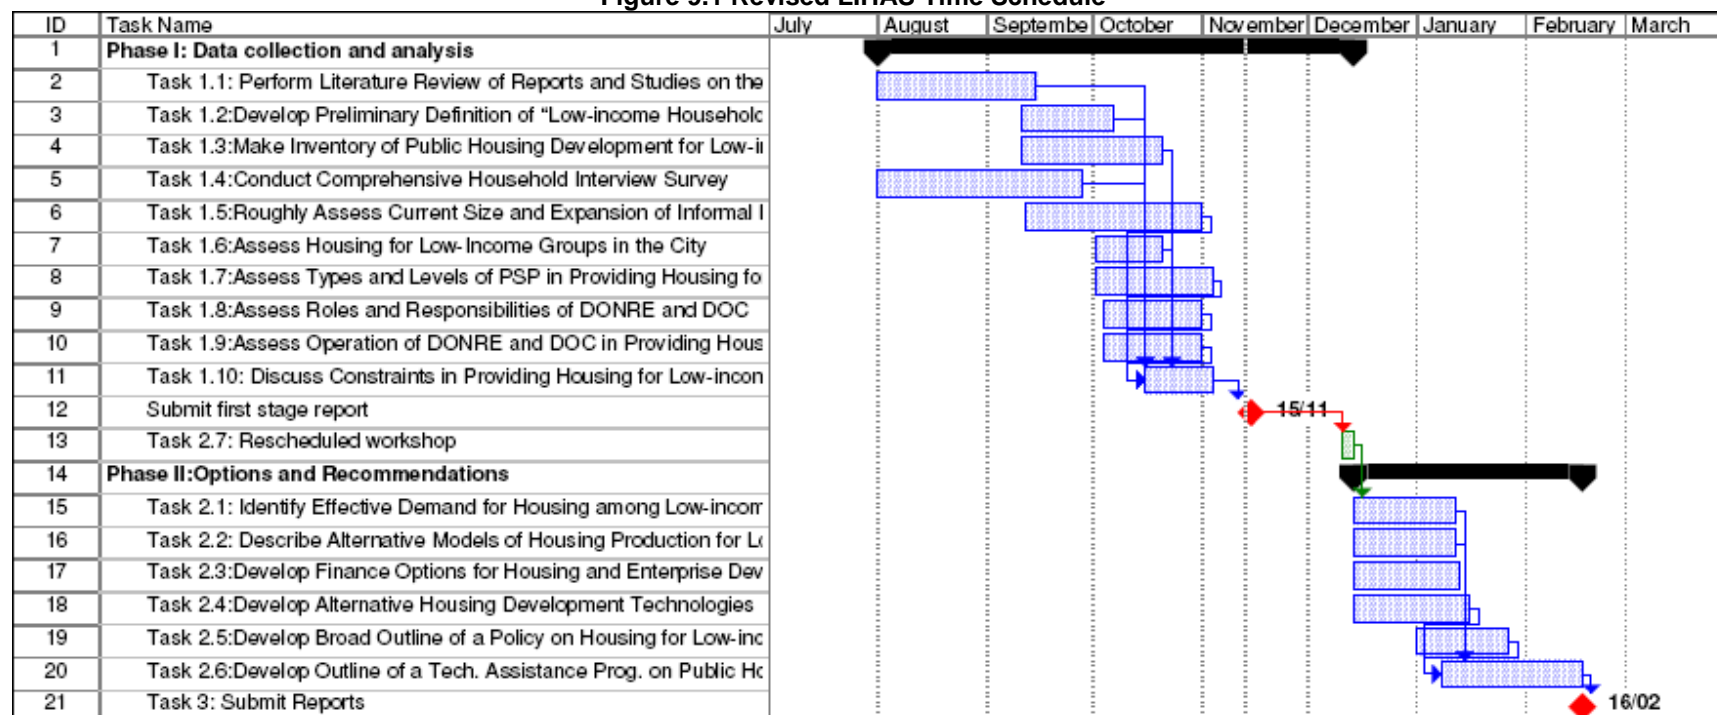 Figure 5.1 Revised LIHAS Time Schedule
ID Task Name July August Septembe October November December January February March
1 Phase I: Data collection and analysis
2 Task 1.1: Perform Literature Review of Reports and Studies on the
3 Task 1.2:Develop Preliminary Definition of “Low-income Househol
4 Task 1.3:Make Inventory of Public Housing Development for Low-i
5 Task 1.4:Conduct Comprehensive Household Interview Survey
6 Task 1.5:Roughly Assess Current Size and Expansion of Informal
7 Task 1.6:Assess Housing for Low-Income Groups in the City
8 Task 1.7:Assess Types and Levels of PSP in Providing Housing fo
9 Task 1.8:Assess Roles and Responsibilities of DONRE and DOC
10 Task 1.9:Assess Operation of DONRE and DOC in Providing Hous
11 Task 1.10: Discuss Constraints in Providing Housing for Low-incon
12 Submit first stage report 15/11
13 Task 2.7: Rescheduled workshop
14 Phase II:Options and Recommendations
15 Task 2.1: Identify Effective Demand for Housing among Low-incom
16 Task 2.2: Describe Alternative Models of Housing Production for L
17 Task 2.3:Develop Finance Options for Housing and Enterprise Dev
18 Task 2.4:Develop Alternative Housing Development Technologies
19 Task 2.5:Develop Broad Outline of a Policy on Housing for Low-inc
20 Task 2.6:Develop Outline of a Tech. Assistance Prog. on Public Ho
21 Task 3: Submit Reports 16/02